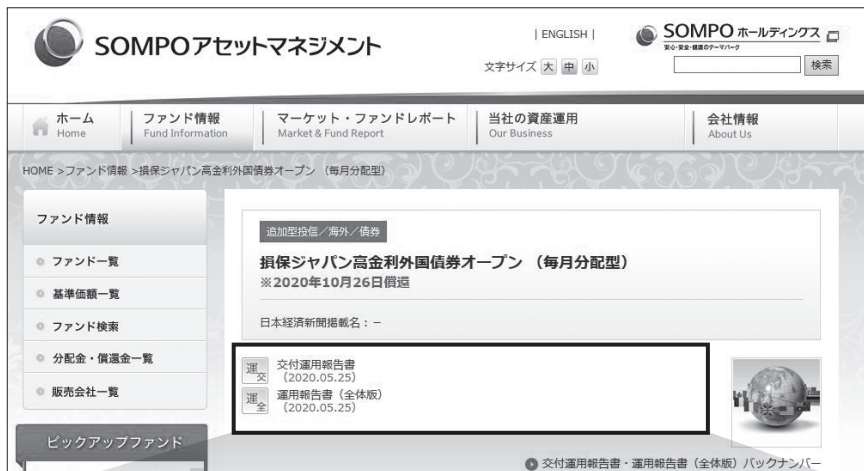 SOMPOアセットマネジメント
| ENGLISH |
SOMPO ホールディングス
安心・安全・健康のテーマパーク
文字サイズ 大 中 小
検索
ホーム
Home
ファンド情報
Fund Information
マーケット・ファンドレポート
Market & Fund Report
当社の資産運用
Our Business
会社情報
About Us
HOME >ファンド情報 >損保ジャパン高金利外国債券オープン （毎月分配型）
ファンド情報
ファンド一覧
基準価額一覧
ファンド検索
分配金・償還金一覧
販売会社一覧
ピックアップファンド
追加型投信／海外／債券
損保ジャパン高金利外国債券オープン （毎月分配型）
※2020年10月26日償還
日本経済新聞掲載名：－
運交
交付運用報告書
（2020.05.25）
運全
運用報告書（全体版）
（2020.05.25）
交付運用報告書・運用報告書（全体版）バックナンバー